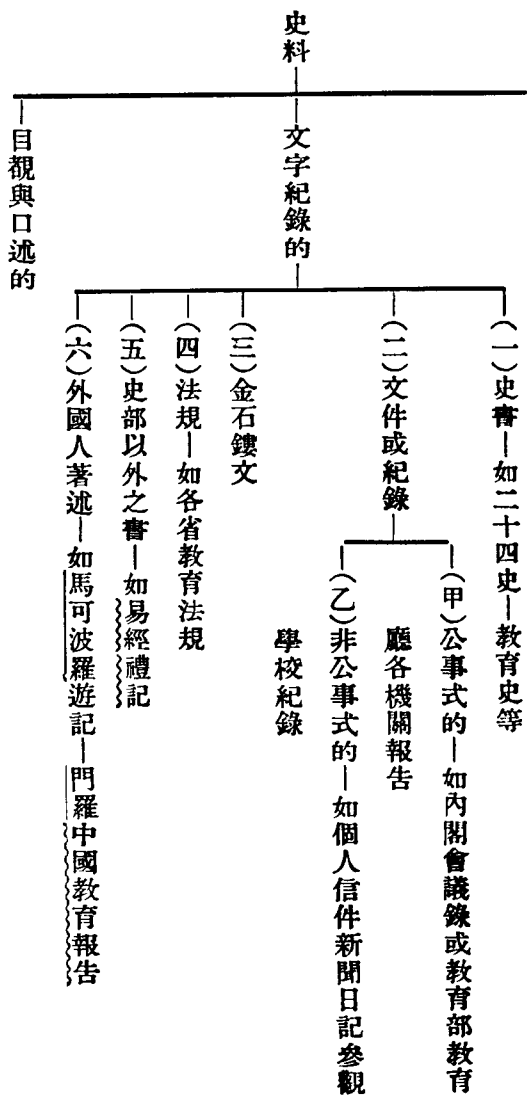 史料
文字紀錄的
(一)史書—如二十四史—教育史等
(二)文件或紀錄
(甲)公事式的—如內閣會議錄或教育部教育
廳各機關報告
(乙)非公事式的—如個人信件新聞日記參觀
學校紀錄
(三)金石鏤文
(四)法規—如各省教育法規
(五)史部以外之書—如易經禮記
(六)外國人著述—如馬可波羅遊記—門羅中國教育報告
目覩與口述的